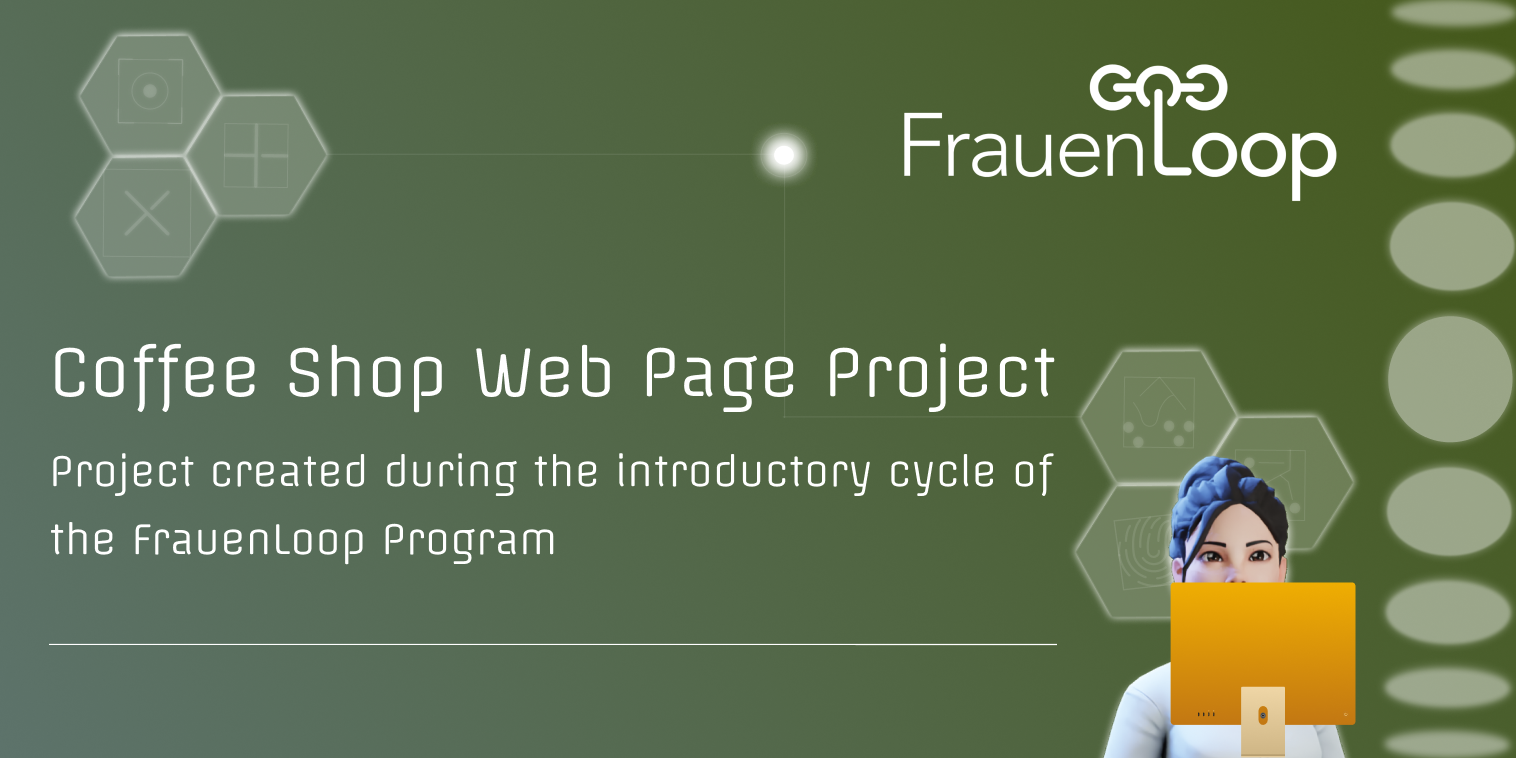 FrauenLoop
Coffee Shop Web Page Project
Project created during the introductory cycle of
the FrauenLoop Program